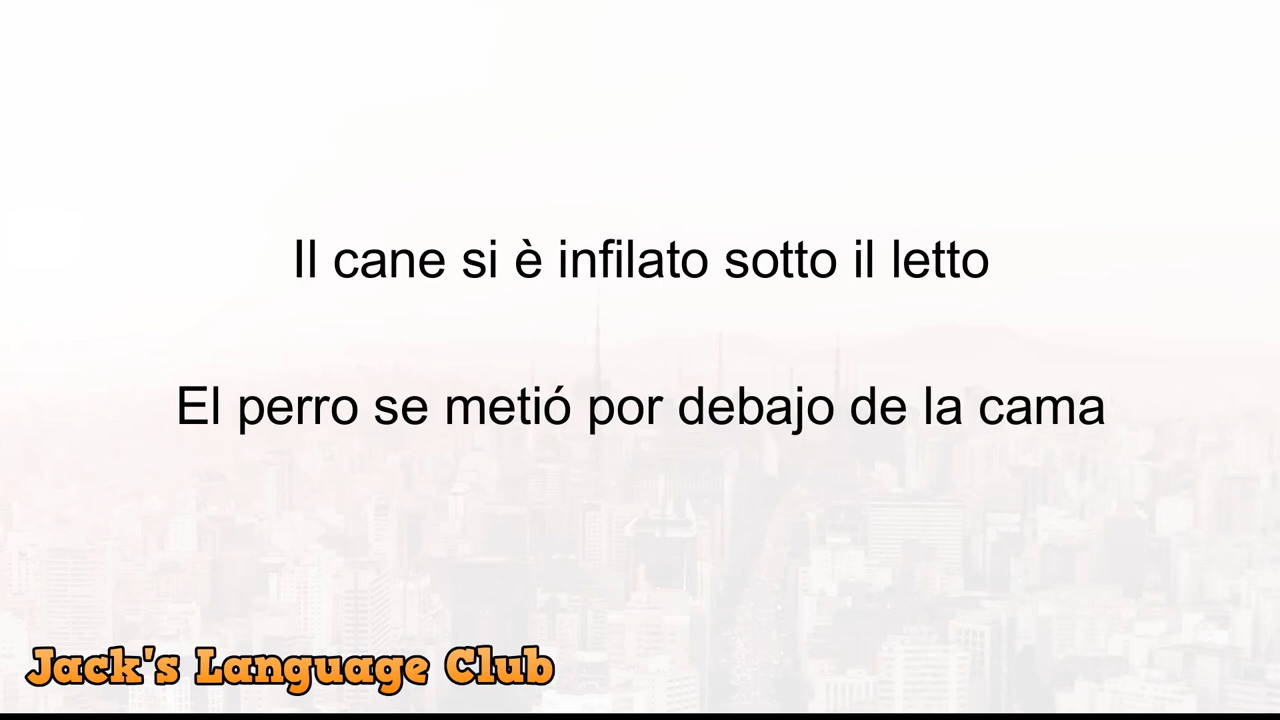 Il cane si è infilato sotto il letto
El perro se metió por debajo de la cama
Jack's Language Club